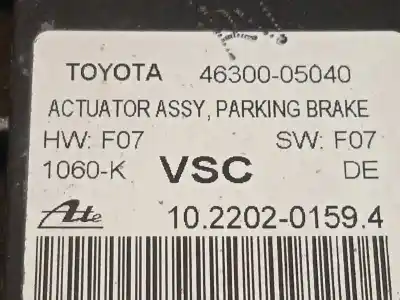 TOYOTA 46300-05040
ACTUATOR ASSY, PARKING BRAKE
HW: F07 SW: F07
1060-K VSC DE
Ate 10.2202-0159.4